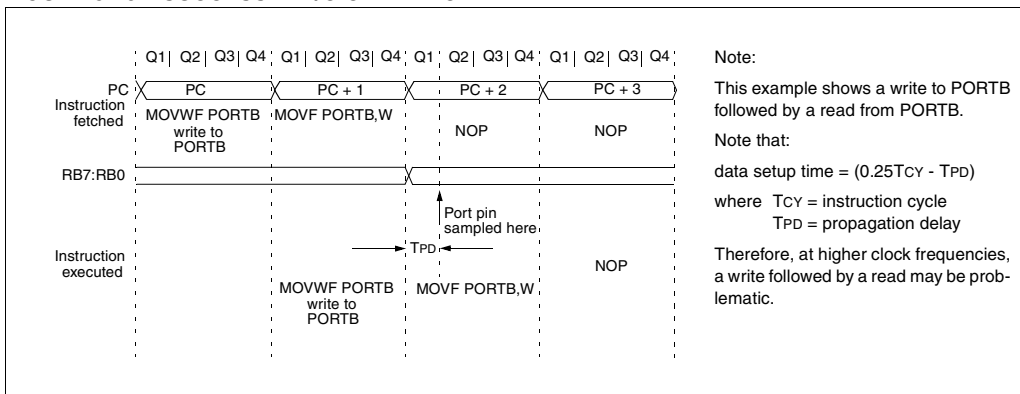 Q1| Q2| Q3| Q4 Q1| Q2| Q3| Q4 Q1| Q2| Q3| Q4 Q1| Q2| Q3| Q4
PC PC PC + 1 PC + 2 PC + 3
Instruction
fetched
MOVWF PORTB
write to
PORTB
MOVF PORTB,W
NOP
NOP
RB7:RB0
Port pin
sampled here
TPD
Instruction
executed
MOVWF PORTB
write to
PORTB
MOVF PORTB,W
NOP
Note:
This example shows a write to PORTB
followed by a read from PORTB.
Note that:
data setup time = (0.25TCY - TPD)
where TCY = instruction cycle
TPD = propagation delay
Therefore, at higher clock frequencies,
a write followed by a read may be prob-
lematic.